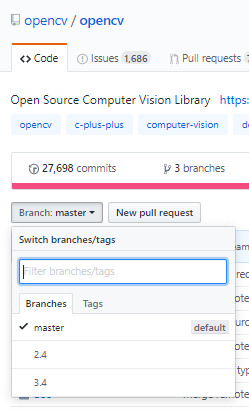 opencv / opencv
Code Issues 1,686 Pull requests
Open Source Computer Vision Library https:
opencv c-plus-plus computer-vision
27,698 commits 3 branches
Branch: master New pull request
Switch branches/tags
Filter branches/tags
Branches Tags
master default
2.4
3.4